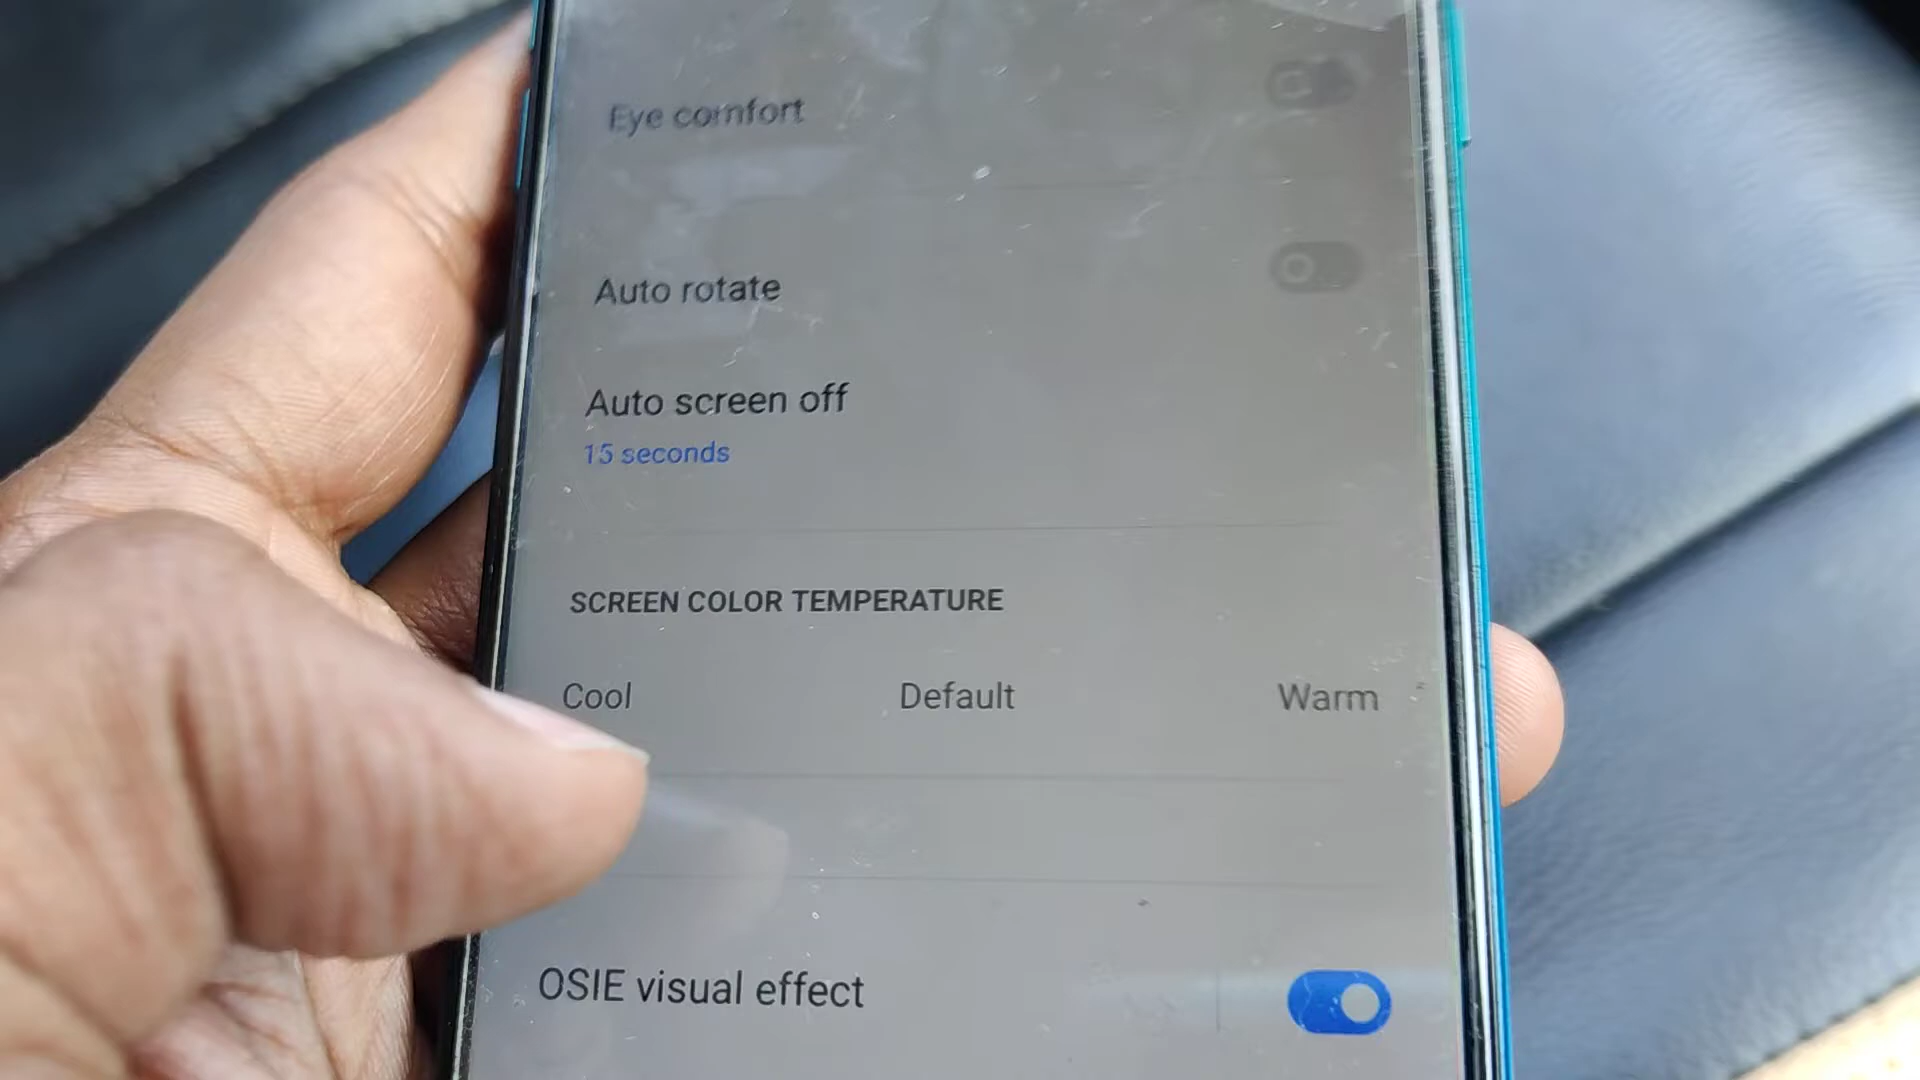 Eye comfort
Auto rotate
Auto screen off
15 seconds
SCREEN COLOR TEMPERATURE
Cool Default Warm
OSIE visual effect